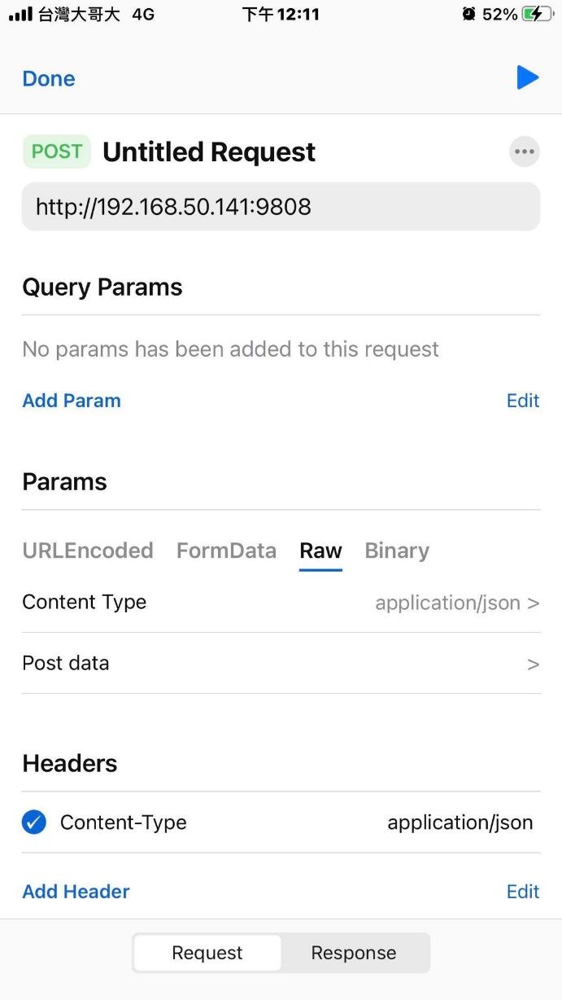 台灣大哥大 4G 下午12:11 52%
Done
POST Untitled Request
http://192.168.50.141:9808
Query Params
No params has been added to this request
Add Param Edit
Params
URLEncoded FormData Raw Binary
Content Type application/json >
Post data >
Headers
Content-Type application/json
Add Header Edit
Request Response